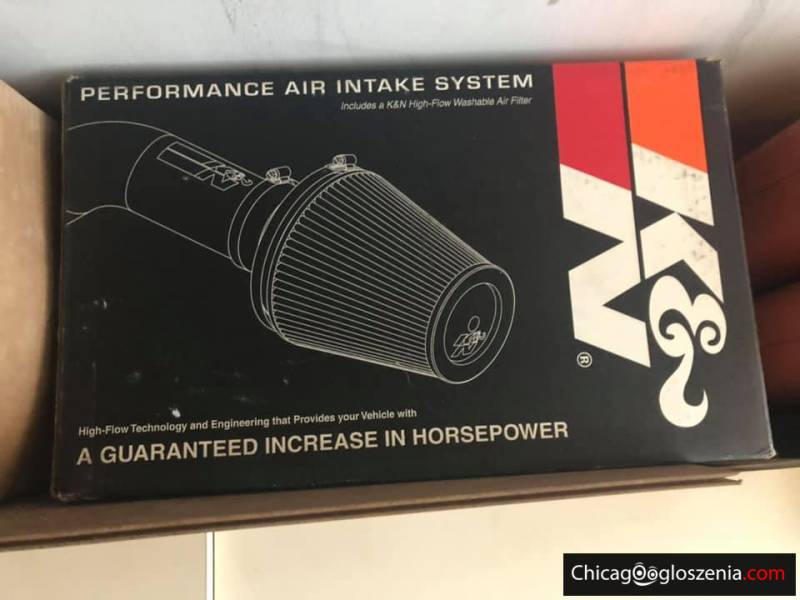 PERFORMANCE AIR INTAKE SYSTEM
Includes a K&N High-Flow Washable Air Filter
K&N
K&N®
K&N
High-Flow Technology and Engineering that Provides your Vehicle with
A GUARANTEED INCREASE IN HORSEPOWER
ChicagOogloszenia.com